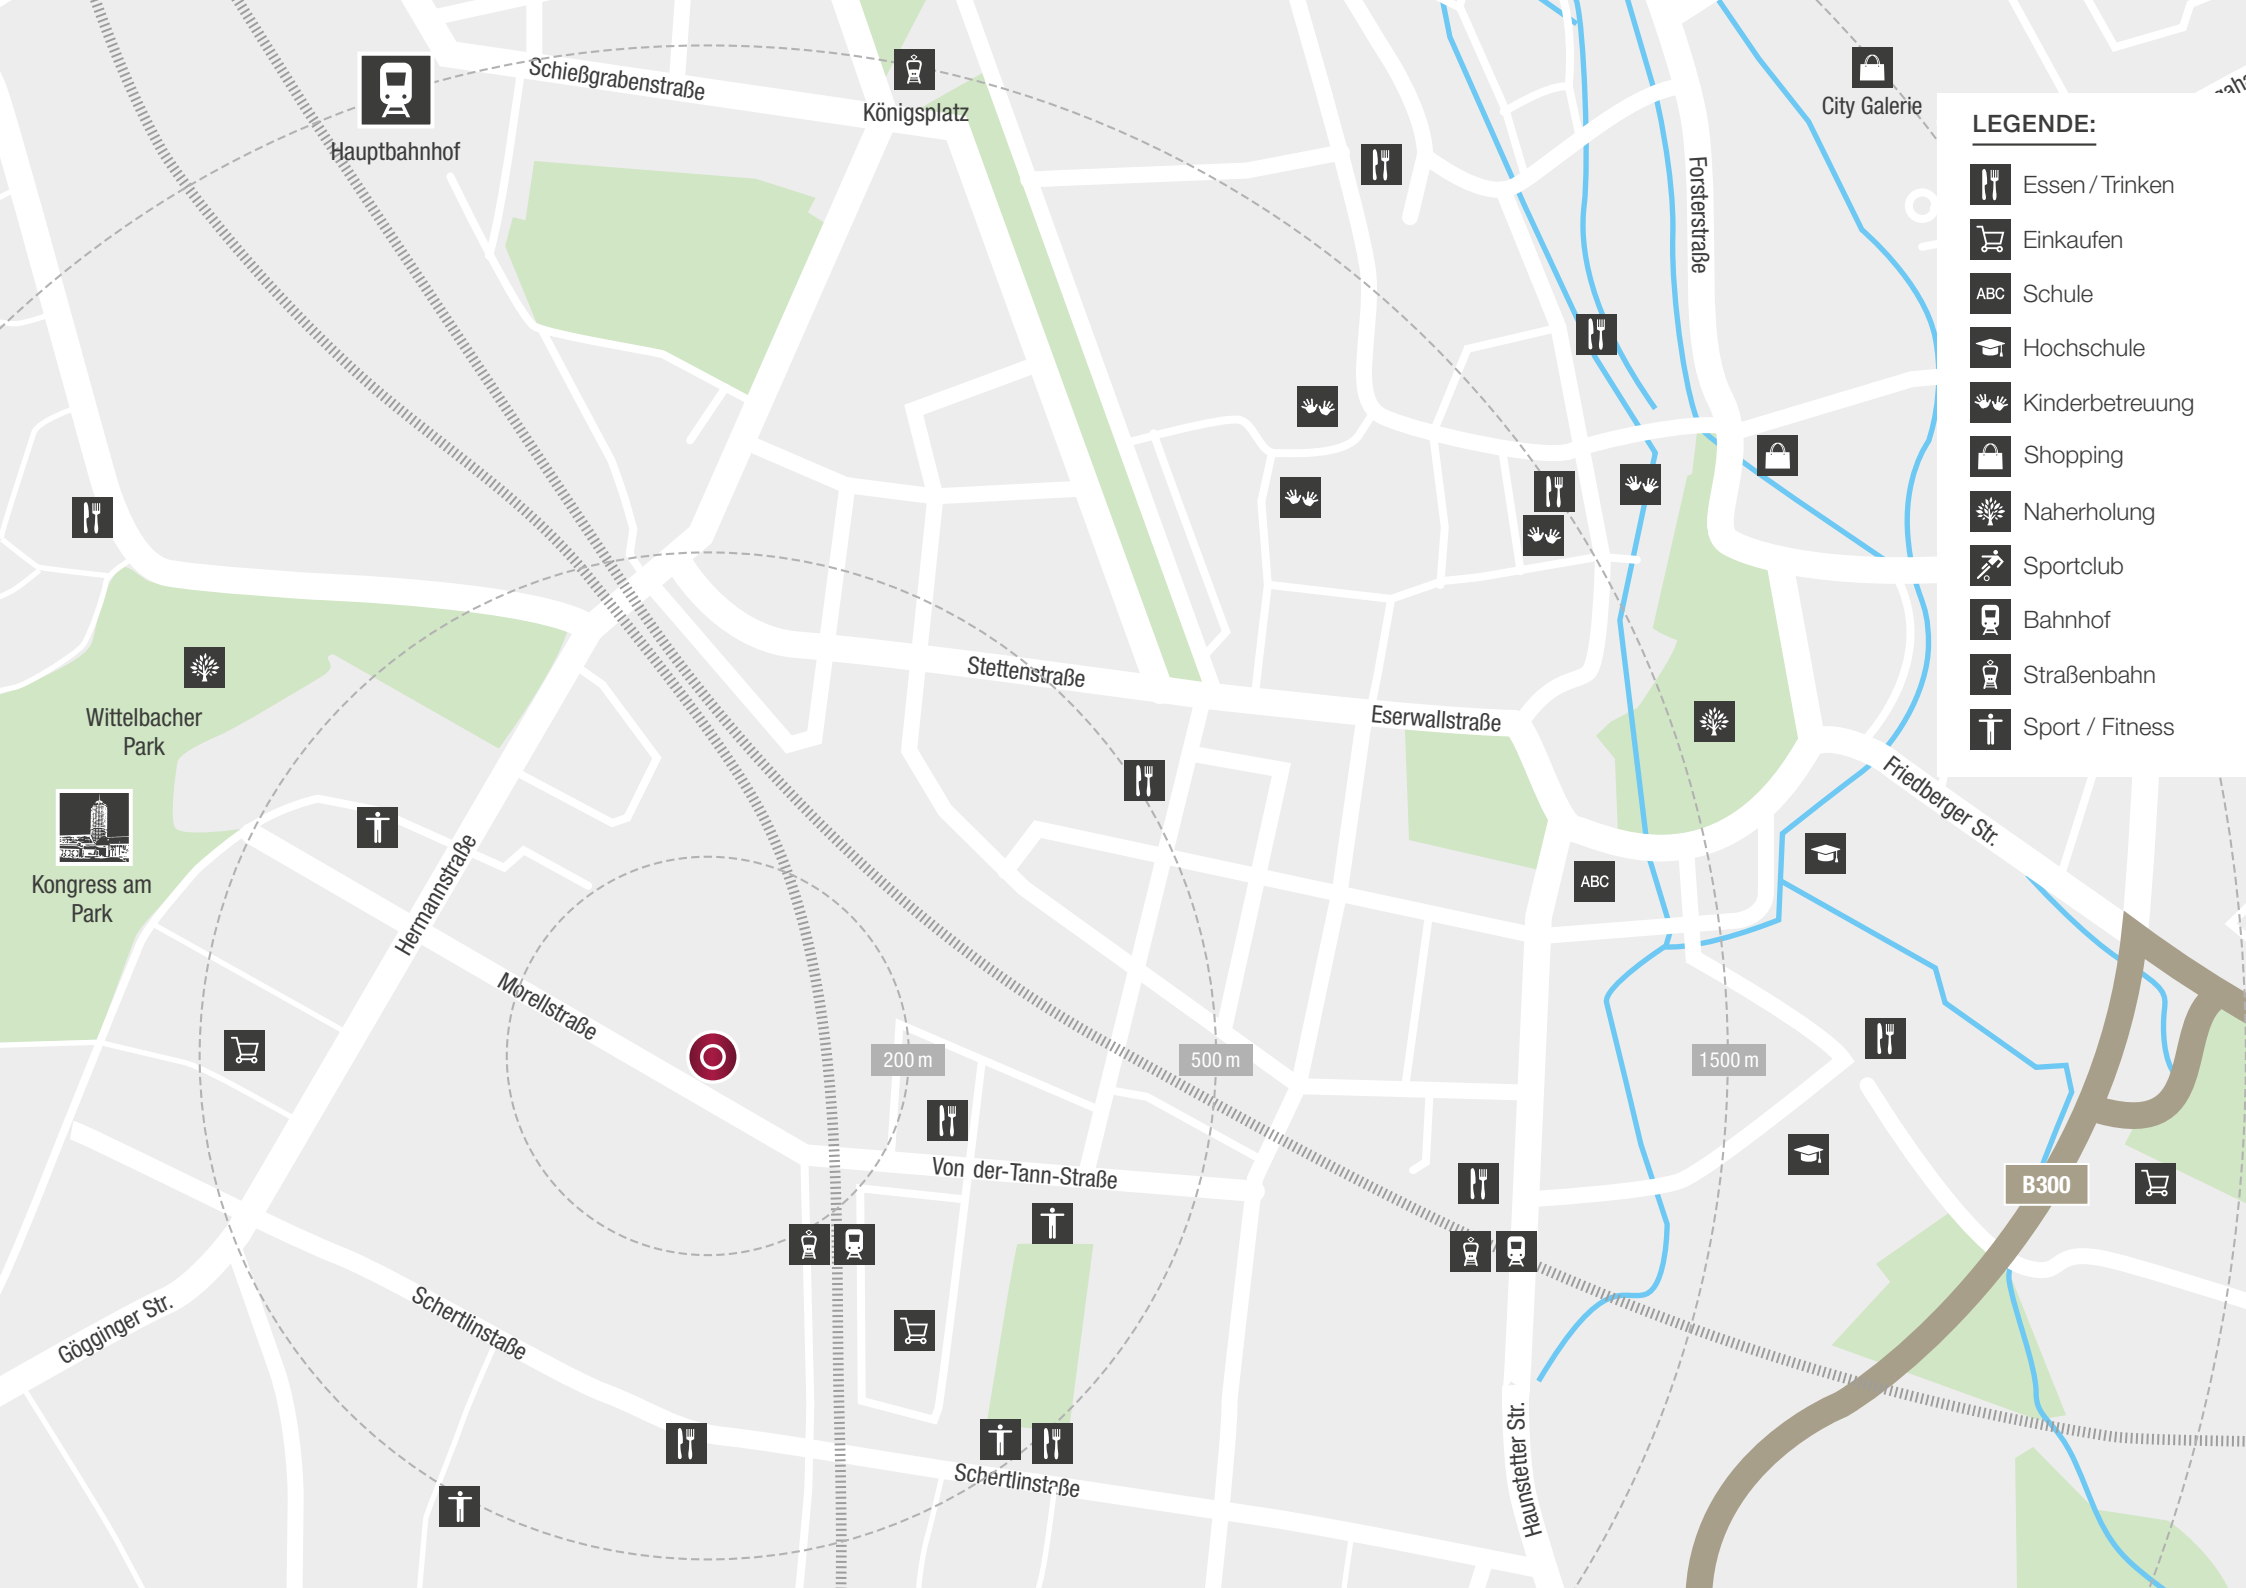 Schießgrabenstraße
Königsplatz
City Galerie
Hauptbahnhof
Forsterstraße
LEGENDE:
Essen / Trinken
Einkaufen
ABC
Schule
Hochschule
Kinderbetreuung
Shopping
Naherholung
Sportclub
Bahnhof
Straßenbahn
Sport / Fitness
Stettenstraße
Eserwallstraße
Wittelbacher
Park
Kongress am
Park
Hermannstraße
Friedberger Str.
ABC
Morellstraße
200 m
500 m
1500 m
Von der-Tann-Straße
B300
Gögginger Str.
Schertlinstaße
Schertlinstaße
Haunstetter Str.